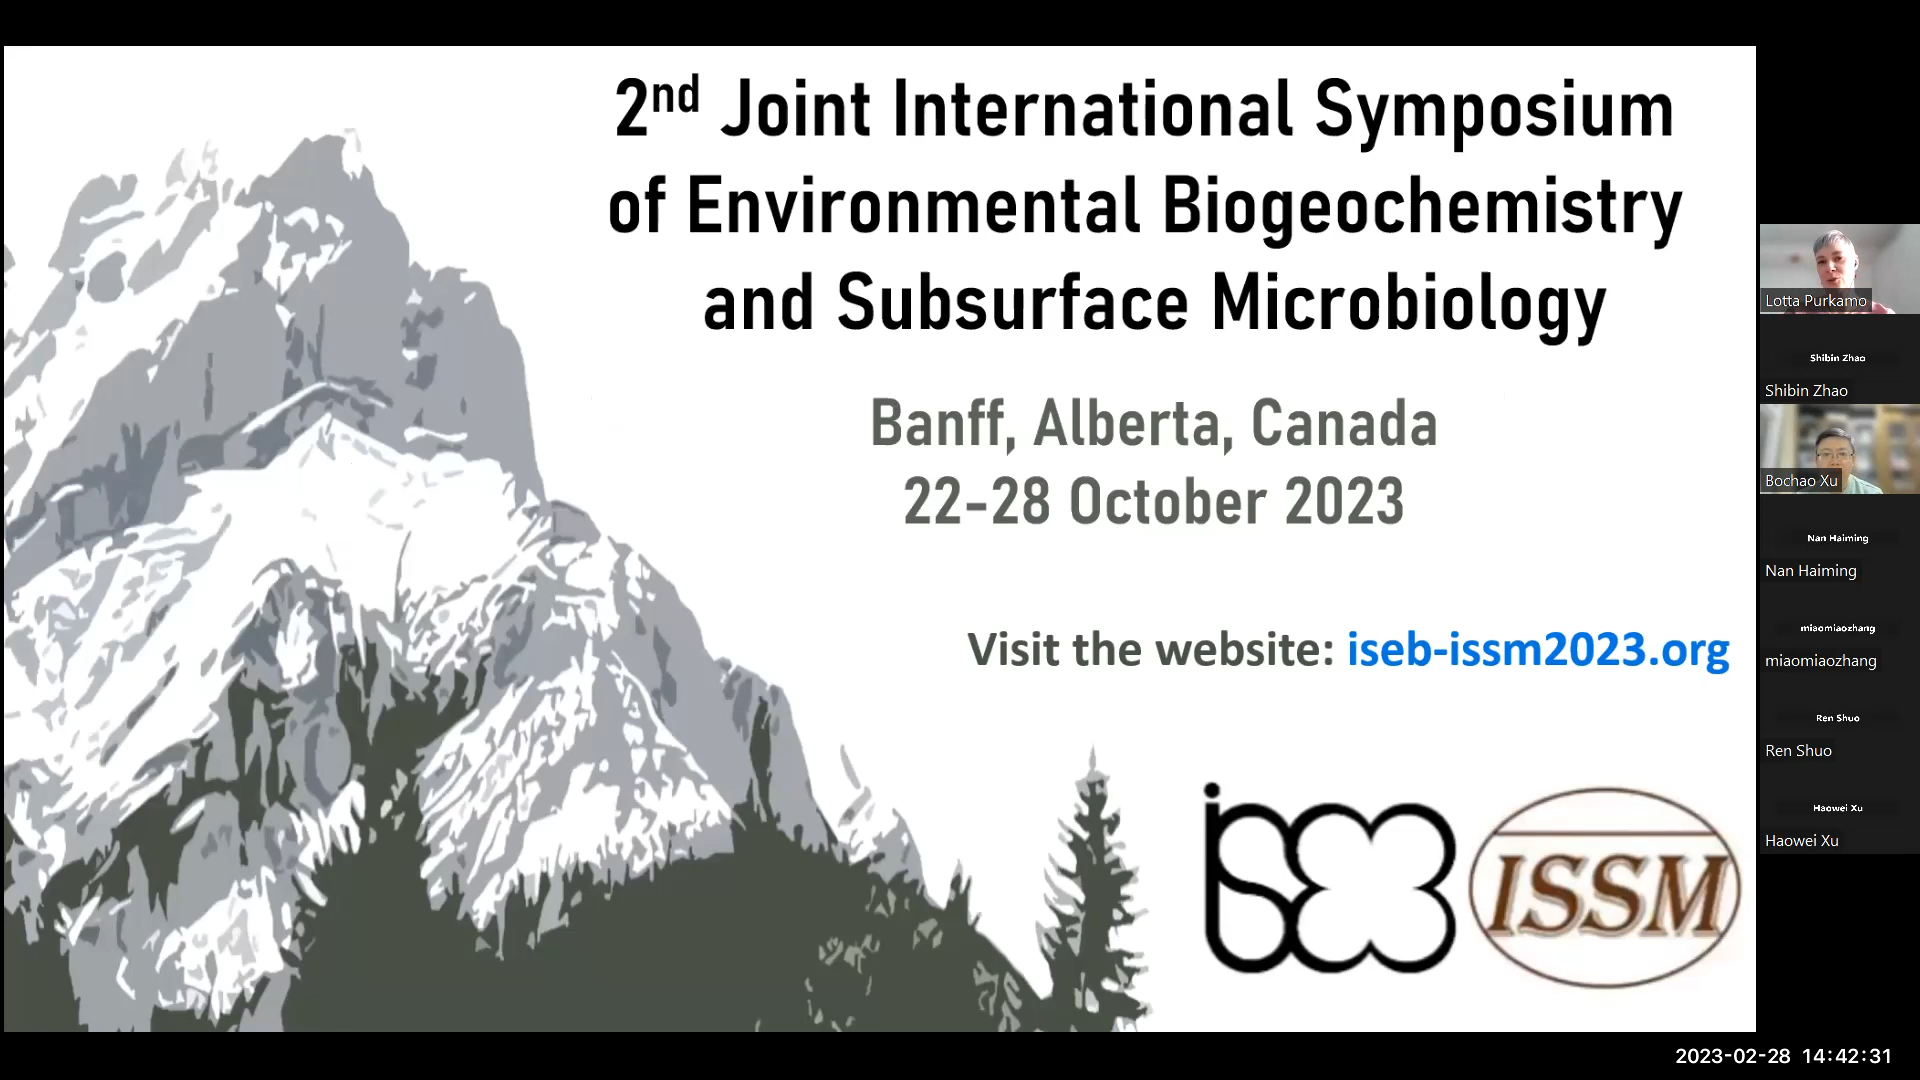 2nd Joint International Symposium
of Environmental Biogeochemistry
and Subsurface Microbiology
Banff, Alberta, Canada
22-28 October 2023
Visit the website: iseb-issm2023.org
ISSM
Lotta Purkamo
Shibin Zhao
Shibin Zhao
Bochao Xu
Nan Haiming
Nan Haiming
miaomiaozhang
miaomiaozhang
Ren Shuo
Ren Shuo
Haowei Xu
Haowei Xu
2023-02-28 14:42:31